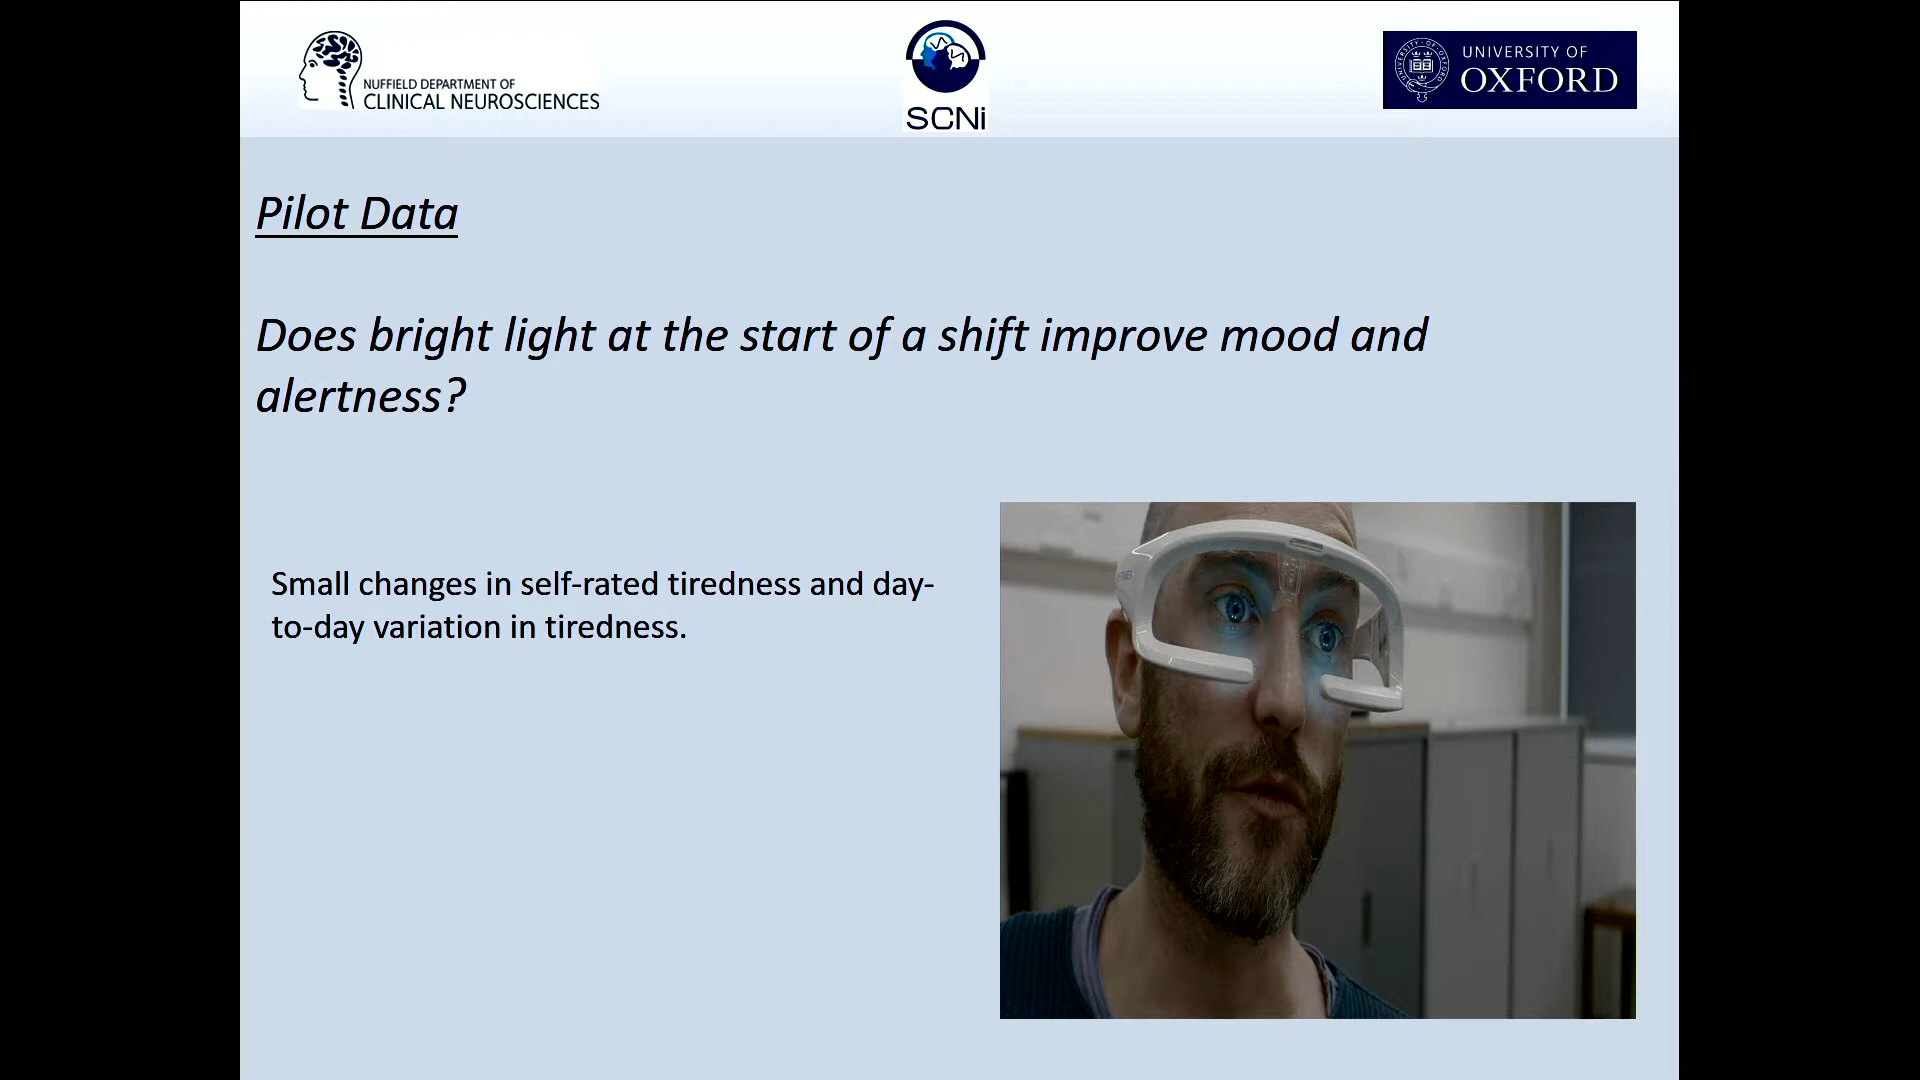 NUFFIELD DEPARTMENT OF
CLINICAL NEUROSCIENCES
SCNi
UNIVERSITY OF
OXFORD
Pilot Data
Does bright light at the start of a shift improve mood and
alertness?
Small changes in self-rated tiredness and day-
to-day variation in tiredness.